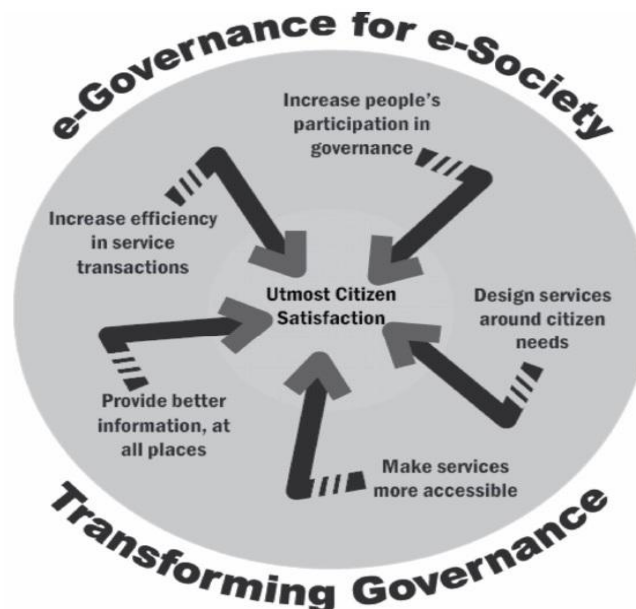 e-Governance for e-Society
Increase people's
participation in
governance
Increase efficiency
in service
transactions
Utmost Citizen
Satisfaction
Design services
around citizen
needs
Provide better
information, at
all places
Make services
more accessible
Transforming Governance